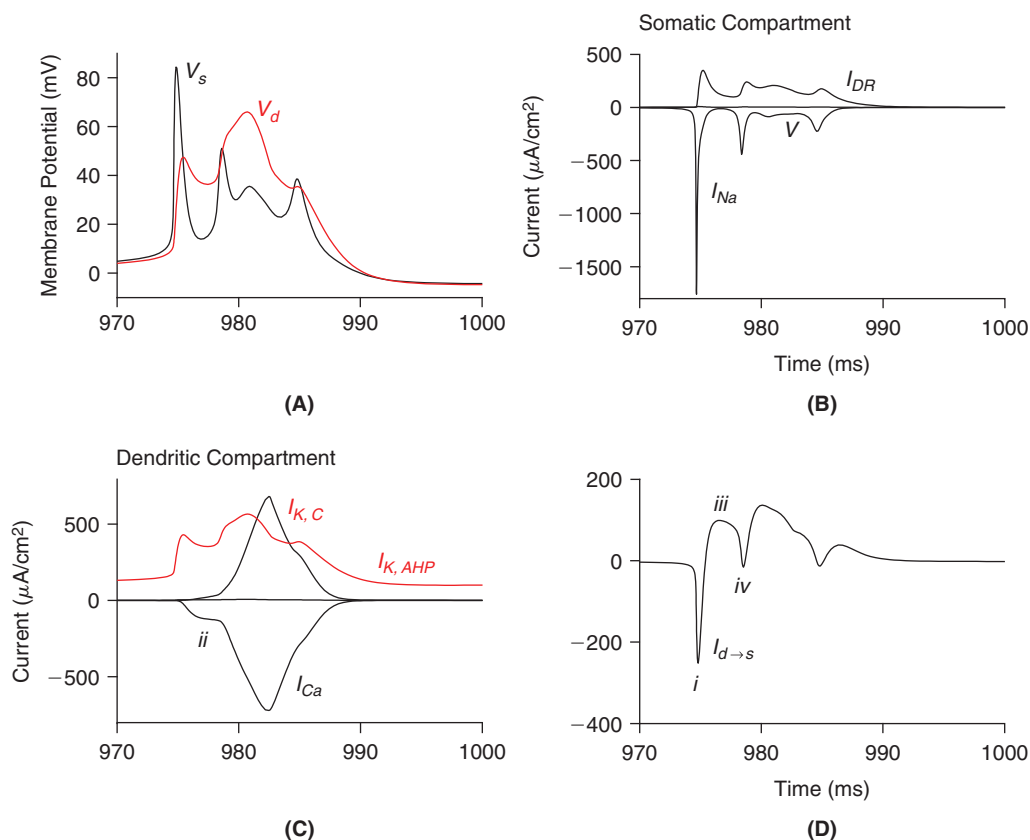 Somatic Compartment
Membrane Potential (mV)
80
60
40
20
0
V_s
V_d
970
980
990
1000
(A)
Current (µA/cm²)
500
0
−500
−1000
−1500
I_DR
V
I_Na
970
980
990
1000
Time (ms)
(B)
Dendritic Compartment
Current (µA/cm²)
500
0
−500
I_K, C
I_K, AHP
ii
I_Ca
970
980
990
1000
(C)
200
0
−200
−400
iii
iv
I_d→s
i
970
980
990
1000
Time (ms)
(D)